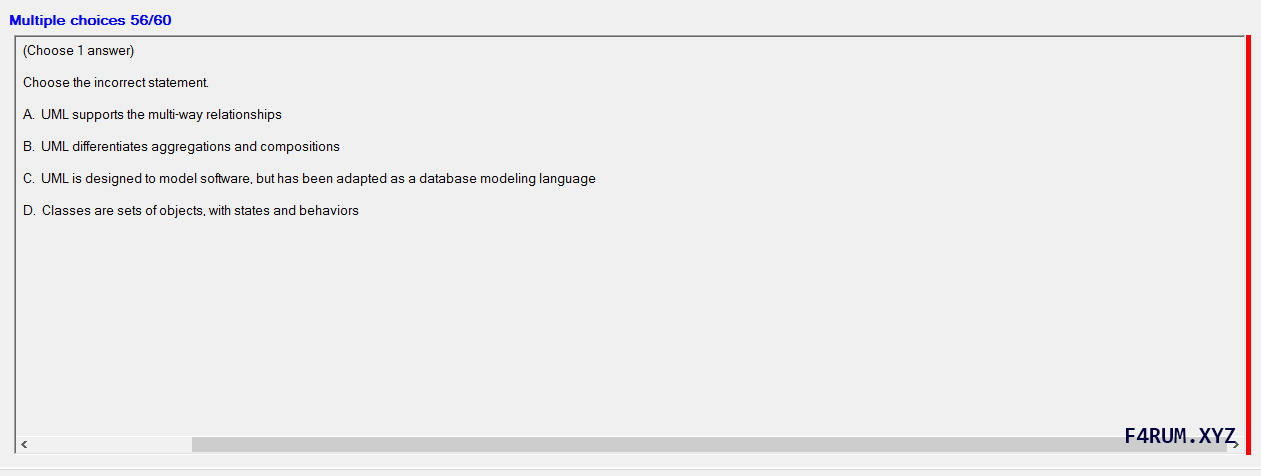 Multiple choices 56/60
(Choose 1 answer)
Choose the incorrect statement.
A. UML supports the multi-way relationships
B. UML differentiates aggregations and compositions
C. UML is designed to model software, but has been adapted as a database modeling language
D. Classes are sets of objects, with states and behaviors
F4RUM.XYZ